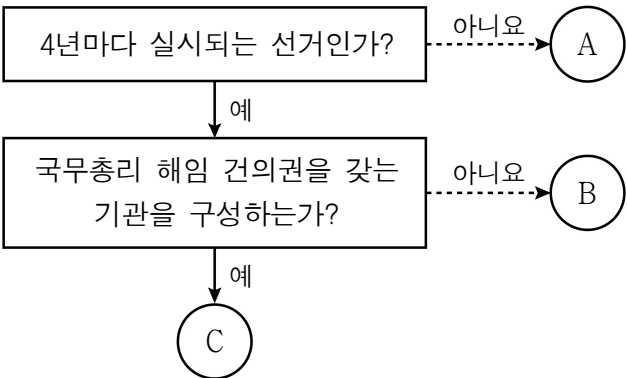 4년마다 실시되는 선거인가?
아니요
A
예
국무총리 해임 건의권을 갖는
기관을 구성하는가?
아니요
B
예
C